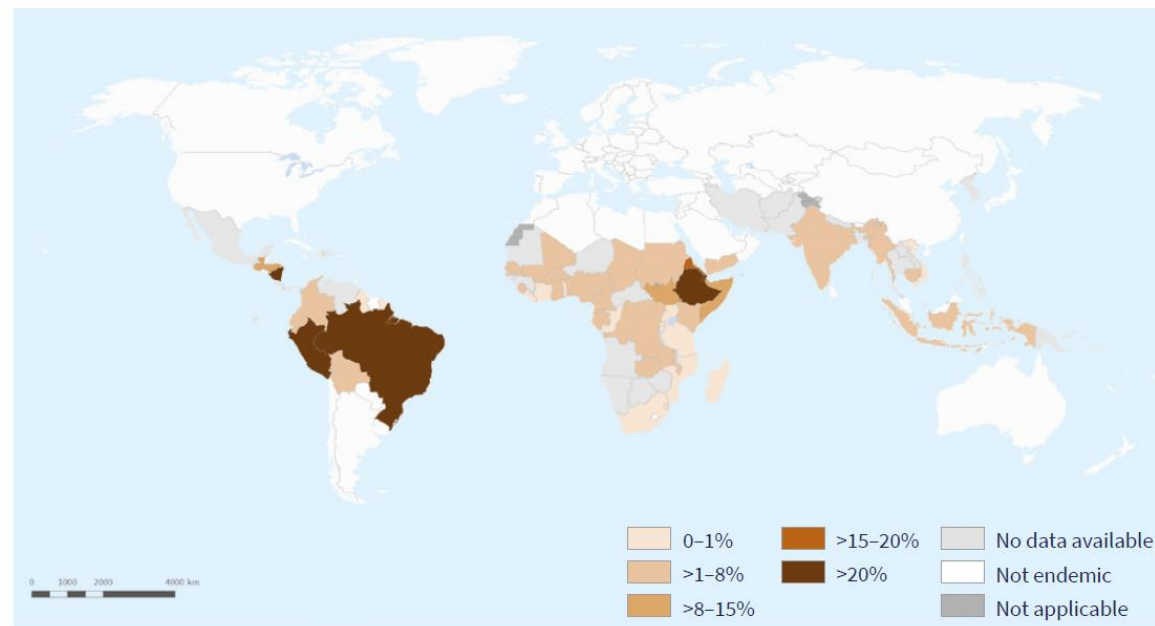 0 1000 2000 4000 km
0–1% >15–20% No data available
>1–8% >20% Not endemic
>8–15% Not applicable